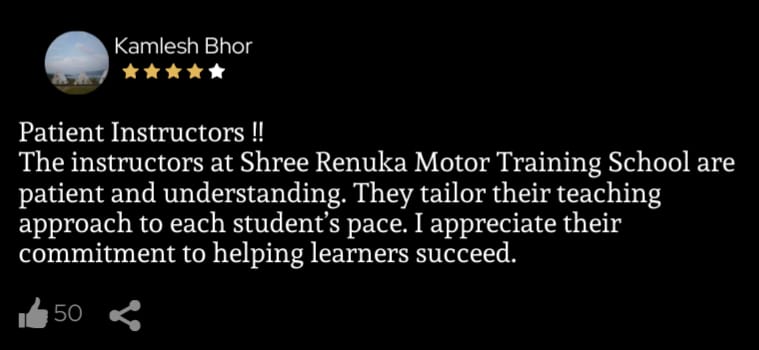 Kamlesh Bhor
Patient Instructors !!
The instructors at Shree Renuka Motor Training School are
patient and understanding. They tailor their teaching
approach to each student’s pace. I appreciate their
commitment to helping learners succeed.
50